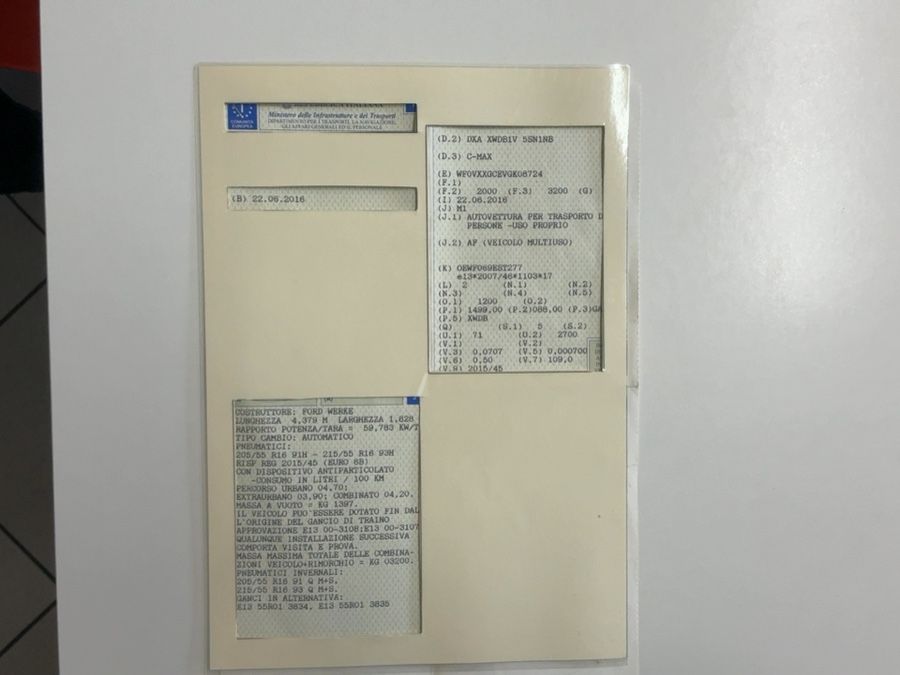 COMUNITÀ
EUROPEA
REPUBBLICA ITALIANA
Ministero delle Infrastrutture e dei Trasporti
DIPARTIMENTO PER I TRASPORTI, LA NAVIGAZIONE,
GLI AFFARI GENERALI ED IL PERSONALE
(B) 22.06.2016
(D.2) DXA XWDB1V 5SN1NB
(D.3) C-MAX
(E) WF0VXXGCEVGK08724
(F.1)
(F.2) 2000 (F.3) 3200 (G)
(I) 22.06.2016
(J) M1
(J.1) AUTOVETTURA PER TRASPORTO D
PERSONE -USO PROPRIO
(J.2) AF (VEICOLO MULTIUSO)
(K) OEWF069EST277
e13*2007/46*1103*17
(L) 2 (N.1) (N.2)
(N.3) (N.4) (N.5)
(O.1) 1200 (O.2)
(P.1) 1499,00 (P.2)088,00 (P.3)GA
(P.5) XWDB
(Q) (S.1) 5 (S.2)
(U.1) 71 (U.2) 2700
(V.1) (V.2)
(V.3) 0,0707 (V.5) 0,000700
(V.6) 0,50 (V.7) 109,0
(V.9) 2015/45
COSTRUTTORE: FORD WERKE
LUNGHEZZA 4,379 M LARGHEZZA 1,828
RAPPORTO POTENZA/TARA = 59,783 KW/T
TIPO CAMBIO: AUTOMATICO
PNEUMATICI:
205/55 R16 91H - 215/55 R16 93H
RISP REG 2015/45 (EURO 6B)
CON DISPOSITIVO ANTIPARTICOLATO
-CONSUMO IN LITRI / 100 KM
PERCORSO URBANO 04,70;
EXTRAURBANO 03,90; COMBINATO 04,20.
MASSA A VUOTO = KG 1397.
IL VEICOLO PUO'ESSERE DOTATO FIN DAL
L'ORIGINE DEL GANCIO DI TRAINO
APPROVAZIONE E13 00-3108;E13 00-3107
QUALUNQUE INSTALLAZIONE SUCCESSIVA
COMPORTA VISITA E PROVA.
MASSA MASSIMA TOTALE DELLE COMBINA-
ZIONI VEICOLO+RIMORCHIO = KG 03200.
PNEUMATICI INVERNALI:
205/55 R16 91 Q M+S.
215/55 R16 93 Q M+S.
GANCI IN ALTERNATIVA:
E13 55R01 3834, E13 55R01 3835